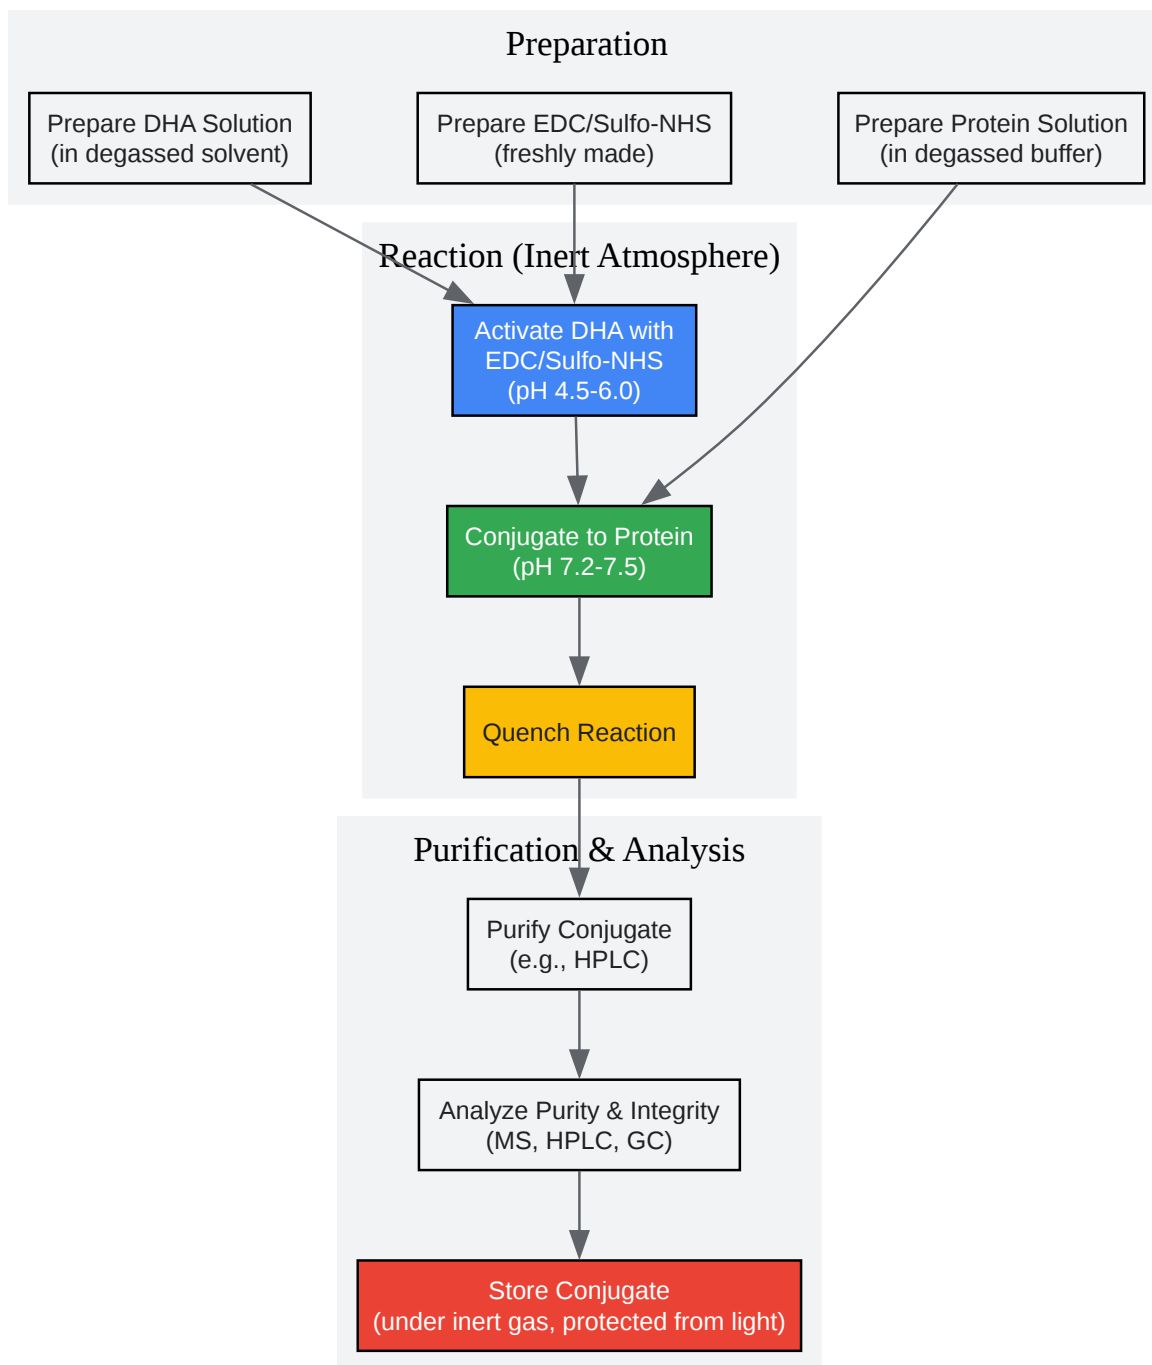 Preparation
Prepare DHA Solution
(in degassed solvent)
Prepare EDC/Sulfo-NHS
(freshly made)
Prepare Protein Solution
(in degassed buffer)
Reaction (Inert Atmosphere)
Activate DHA with
EDC/Sulfo-NHS
(pH 4.5-6.0)
Conjugate to Protein
(pH 7.2-7.5)
Quench Reaction
Purification & Analysis
Purify Conjugate
(e.g., HPLC)
Analyze Purity & Integrity
(MS, HPLC, GC)
Store Conjugate
(under inert gas, protected from light)